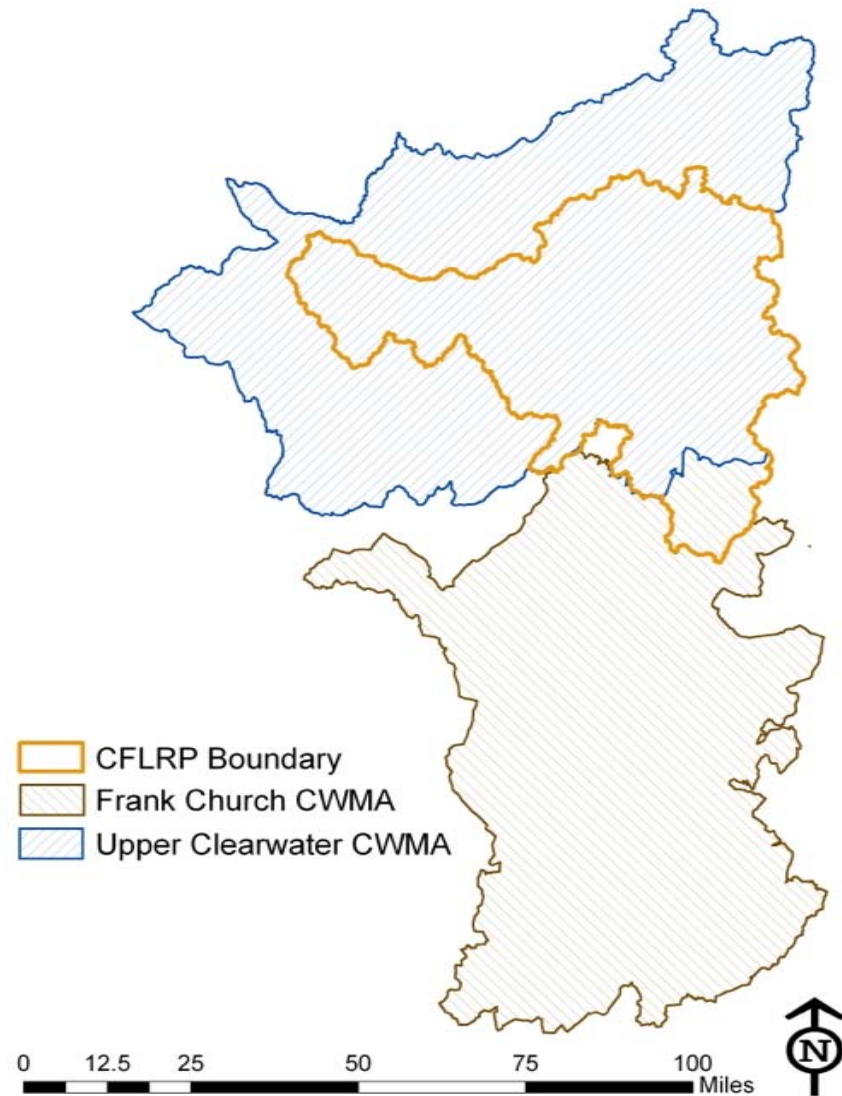 CFLRP Boundary
Frank Church CWMA
Upper Clearwater CWMA
0 12.5 25 50 75 100
Miles
N